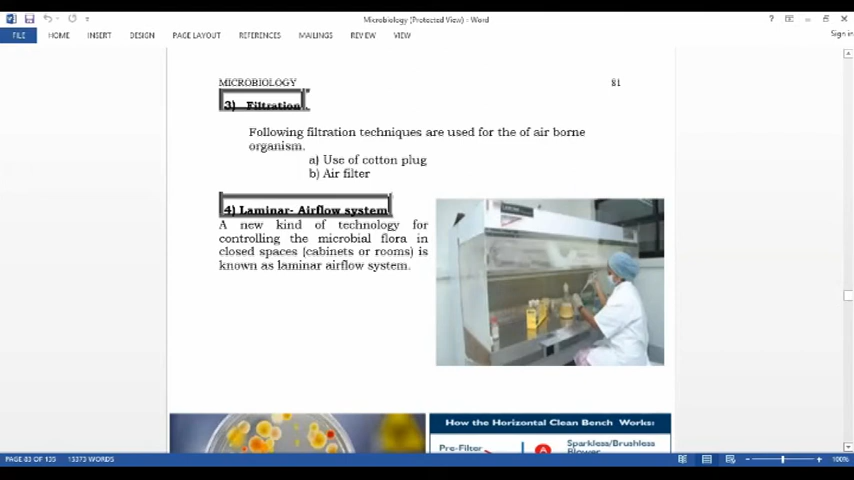 Microbiology (Protected View) - Word
Sign in
FILE HOME INSERT DESIGN PAGE LAYOUT REFERENCES MAILINGS REVIEW VIEW
MICROBIOLOGY 81
3) Filtration
Following filtration techniques are used for the of air borne
organism.
a) Use of cotton plug
b) Air filter
4) Laminar- Airflow system
A new kind of technology for
controlling the microbial flora in
closed spaces (cabinets or rooms) is
known as laminar airflow system.
How the Horizontal Clean Bench Works:
Pre-Filter
A
Sparkless/Brushless
Blower
PAGE 83 OF 135 15373 WORDS
100%